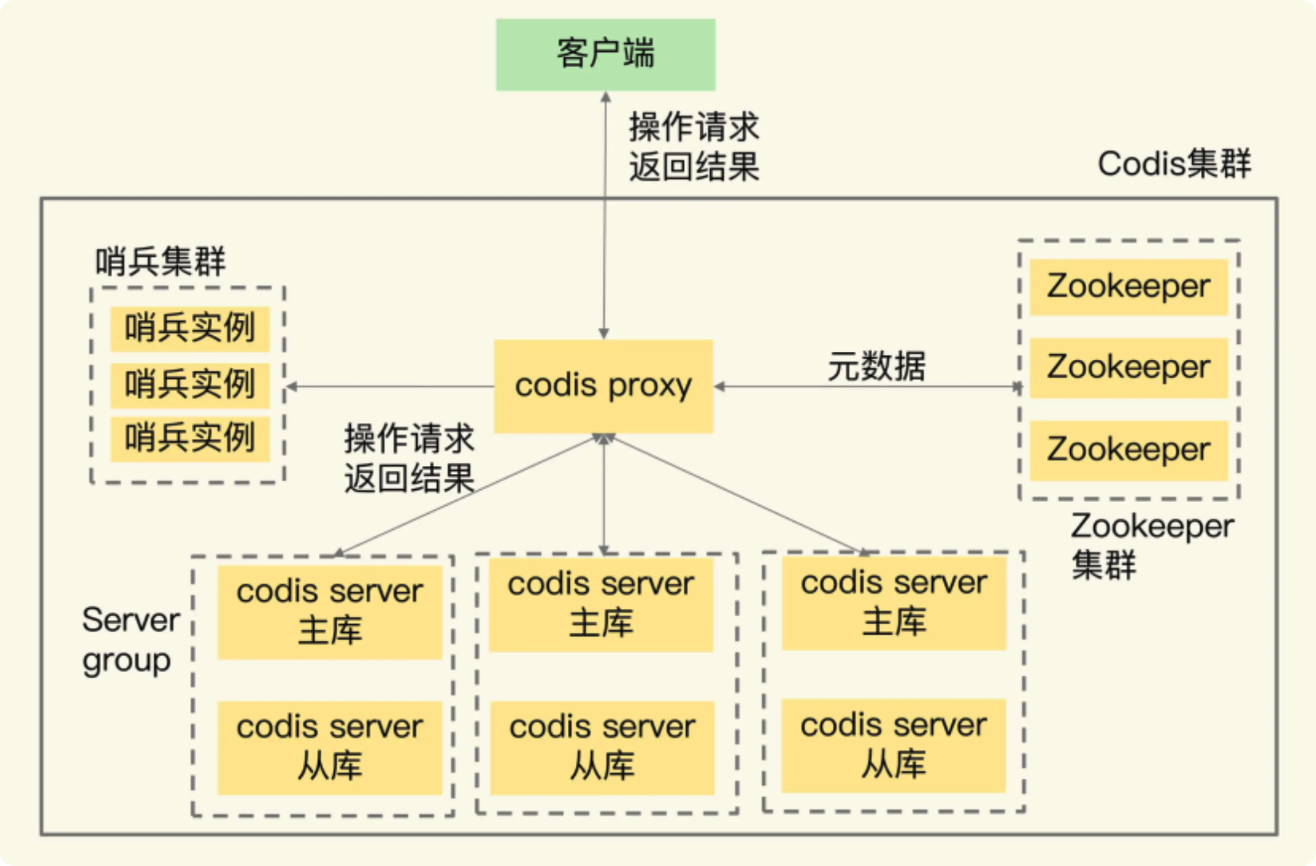 客户端
操作请求
返回结果
Codis集群
哨兵集群
哨兵实例
哨兵实例
哨兵实例
codis proxy
元数据
Zookeeper
Zookeeper
Zookeeper
Zookeeper
集群
操作请求
返回结果
Server
group
codis server
主库
codis server
从库
codis server
主库
codis server
从库
codis server
主库
codis server
从库